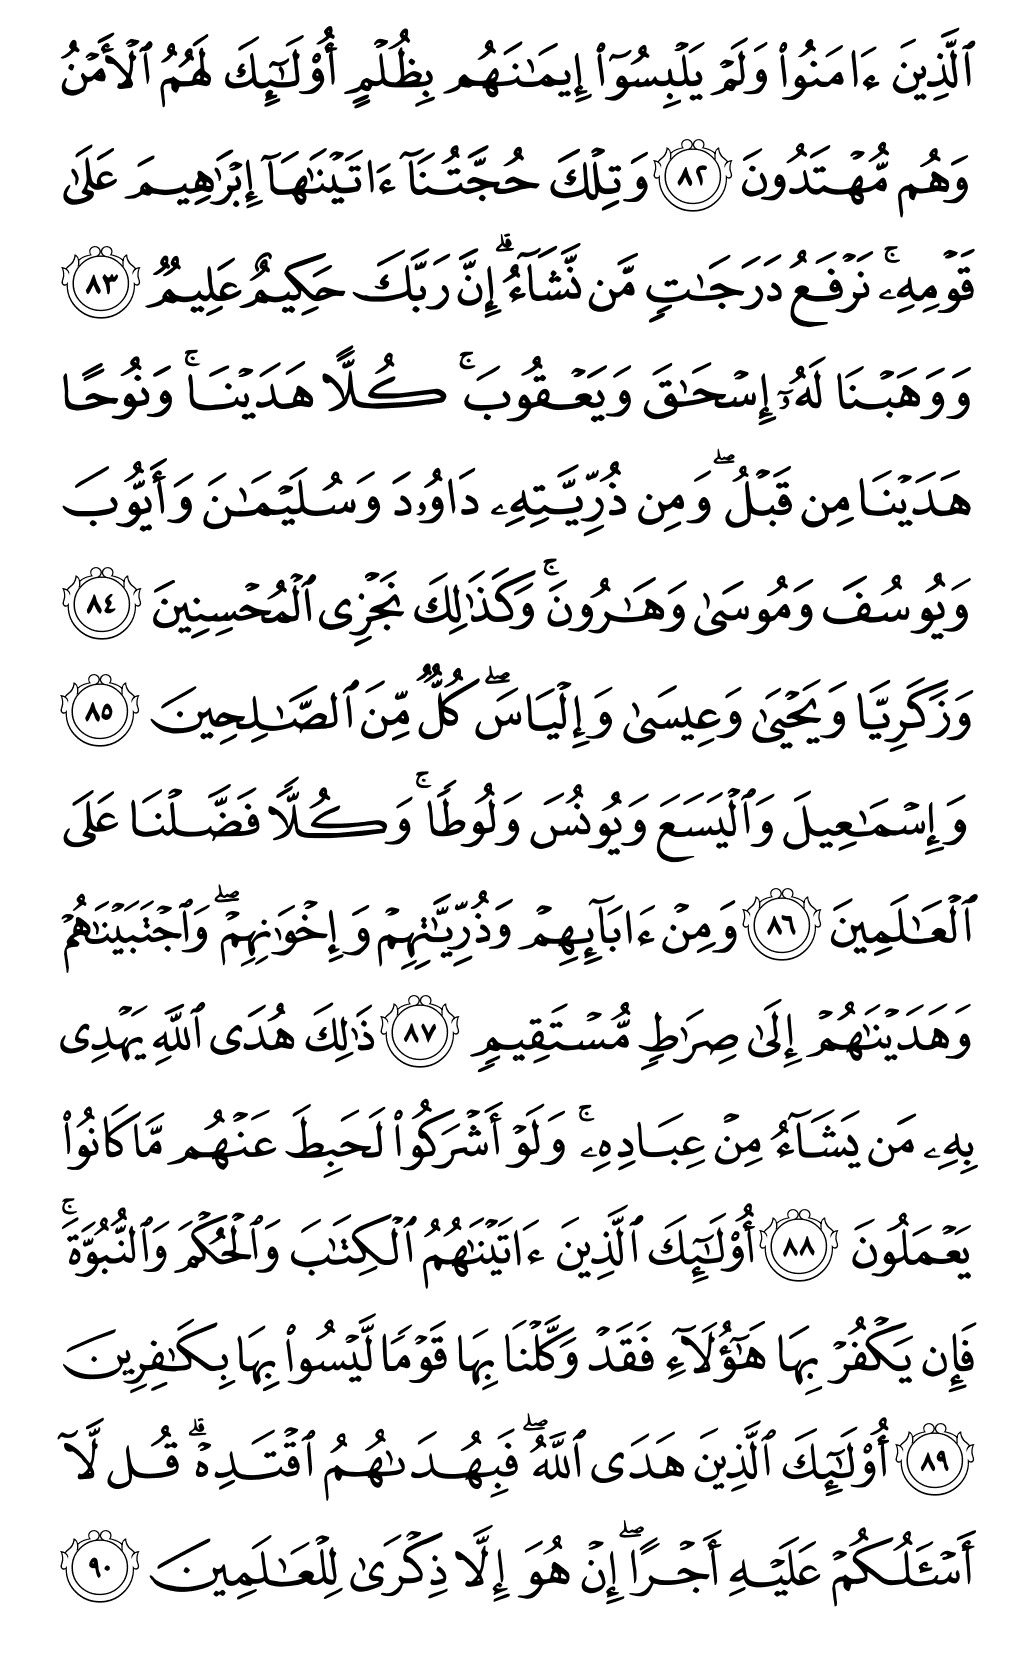 ٱلَّذِينَ ءَامَنُوا۟ وَلَمْ يَلْبِسُوٓا۟ إِيمَـٰنَهُم بِظُلْمٍ أُو۟لَـٰٓئِكَ لَهُمُ ٱلْأَمْنُ
وَهُم مُّهْتَدُونَ ٨٢ وَتِلْكَ حُجَّتُنَآ ءَاتَيْنَـٰهَآ إِبْرَٰهِيمَ عَلَىٰ
قَوْمِهِۦ ۚ نَرْفَعُ دَرَجَـٰتٍ مَّن نَّشَآءُ ۗ إِنَّ رَبَّكَ حَكِيمٌ عَلِيمٌ ٨٣
وَوَهَبْنَا لَهُۥٓ إِسْحَـٰقَ وَيَعْقُوبَ ۚ كُلًّا هَدَيْنَا ۚ وَنُوحًا
هَدَيْنَا مِن قَبْلُ ۖ وَمِن ذُرِّيَّتِهِۦ دَاوُۥدَ وَسُلَيْمَـٰنَ وَأَيُّوبَ
وَيُوسُفَ وَمُوسَىٰ وَهَـٰرُونَ ۚ وَكَذَٰلِكَ نَجْزِى ٱلْمُحْسِنِينَ ٨٤
وَزَكَرِيَّا وَيَحْيَىٰ وَعِيسَىٰ وَإِلْيَاسَ ۖ كُلٌّ مِّنَ ٱلصَّـٰلِحِينَ ٨٥
وَإِسْمَـٰعِيلَ وَٱلْيَسَعَ وَيُونُسَ وَلُوطًا ۚ وَكُلًّا فَضَّلْنَا عَلَى
ٱلْعَـٰلَمِينَ ٨٦ وَمِنْ ءَابَآئِهِمْ وَذُرِّيَّـٰتِهِمْ وَإِخْوَٰنِهِمْ ۖ وَٱجْتَبَيْنَـٰهُمْ
وَهَدَيْنَـٰهُمْ إِلَىٰ صِرَٰطٍ مُّسْتَقِيمٍ ٨٧ ذَٰلِكَ هُدَى ٱللَّهِ يَهْدِى
بِهِۦ مَن يَشَآءُ مِنْ عِبَادِهِۦ ۚ وَلَوْ أَشْرَكُوا۟ لَحَبِطَ عَنْهُم مَّا كَانُوا۟
يَعْمَلُونَ ٨٨ أُو۟لَـٰٓئِكَ ٱلَّذِينَ ءَاتَيْنَـٰهُمُ ٱلْكِتَـٰبَ وَٱلْحُكْمَ وَٱلنُّبُوَّةَ ۚ
فَإِن يَكْفُرْ بِهَا هَـٰٓؤُلَآءِ فَقَدْ وَكَّلْنَا بِهَا قَوْمًا لَّيْسُوا۟ بِهَا بِكَـٰفِرِينَ
٨٩ أُو۟لَـٰٓئِكَ ٱلَّذِينَ هَدَى ٱللَّهُ ۖ فَبِهُدَىٰهُمُ ٱقْتَدِهْ ۗ قُل لَّآ
أَسْـَٔلُكُمْ عَلَيْهِ أَجْرًا ۖ إِنْ هُوَ إِلَّا ذِكْرَىٰ لِلْعَـٰلَمِينَ ٩٠